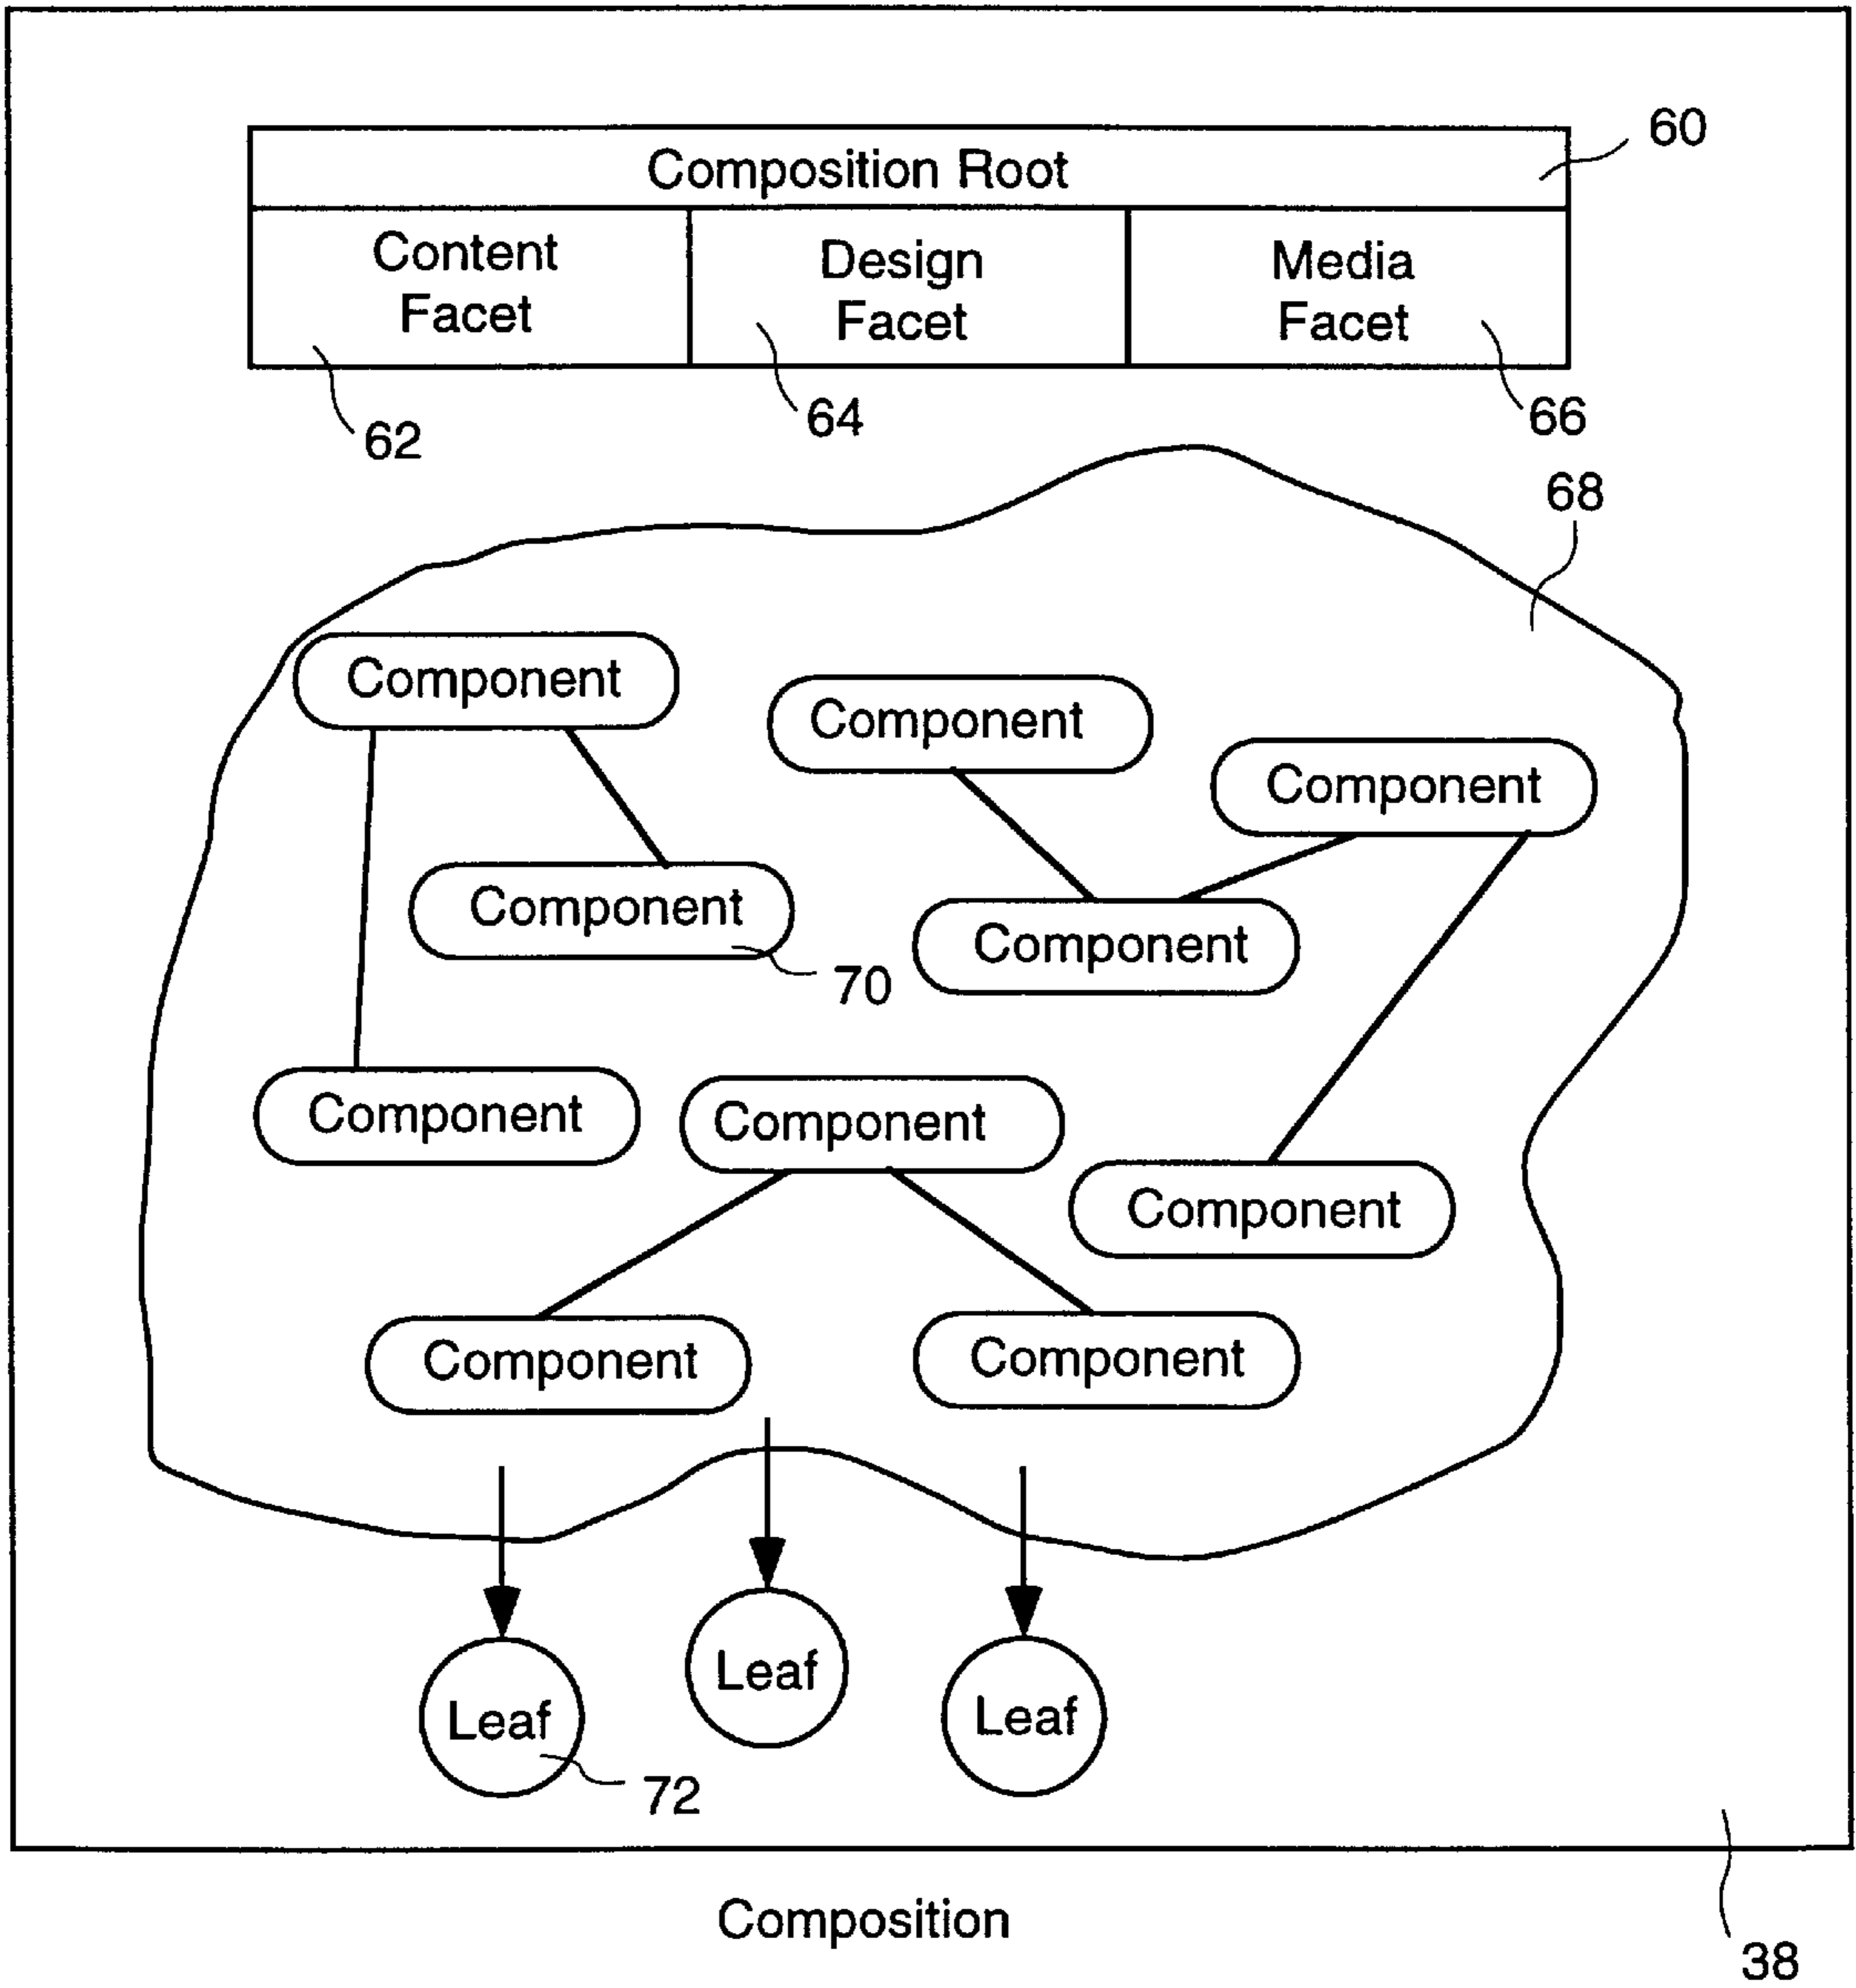 60
Composition Root
Content
Facet
Design
Facet
Media
Facet
62
64
66
68
Component
Component
Component
Component
Component
70
Component
Component
Component
Component
Component
Leaf
Leaf
Leaf
72
Composition
38